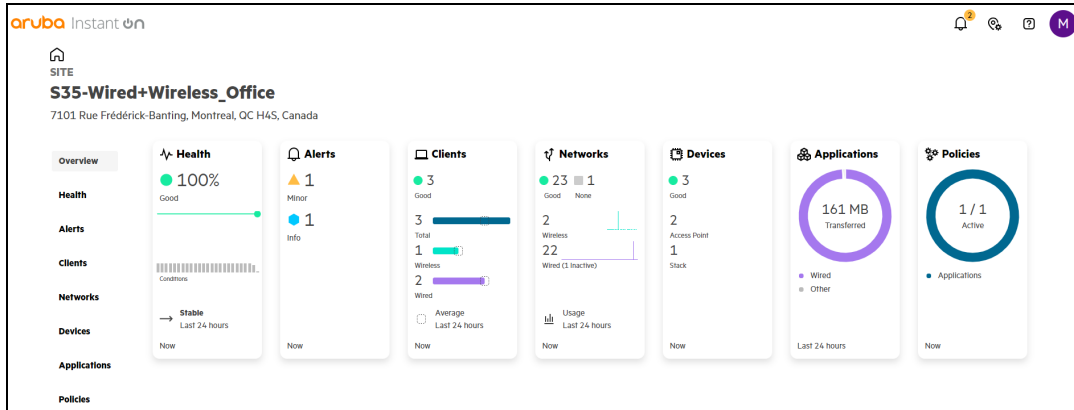 aruba Instant on
2
M
SITE
S35-Wired+Wireless_Office
7101 Rue Frédérick-Banting, Montreal, QC H4S, Canada
Overview
Health
Alerts
Clients
Networks
Devices
Applications
Policies
Health
100%
Good
Conditions
Stable
Last 24 hours
Now
Alerts
1
Minor
1
Info
Now
Clients
3
Good
3
Total
1
Wireless
2
Wired
Average
Last 24 hours
Now
Networks
23 1
Good None
2
Wireless
22
Wired (1 Inactive)
Usage
Last 24 hours
Now
Devices
3
Good
2
Access Point
1
Stack
Now
Applications
161 MB
Transferred
Wired
Other
Last 24 hours
Policies
1 / 1
Active
Applications
Now